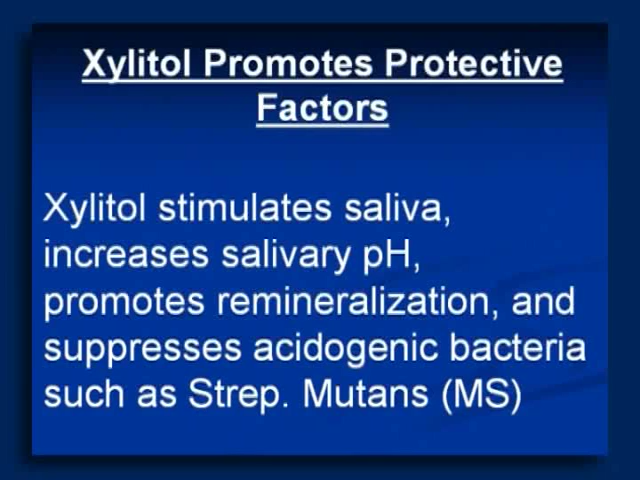 Xylitol Promotes Protective
Factors
Xylitol stimulates saliva,
increases salivary pH,
promotes remineralization, and
suppresses acidogenic bacteria
such as Strep. Mutans (MS)